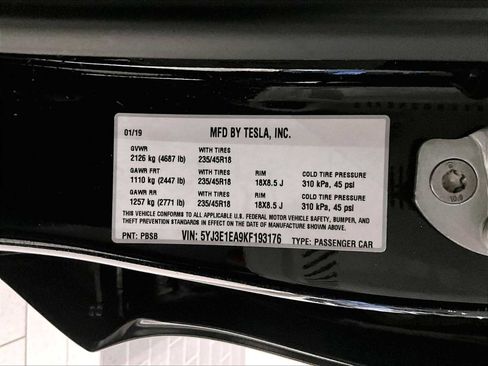 01/19 MFD BY TESLA, INC.
GVWR WITH TIRES
2126 kg (4687 lb) 235/45R18
GAWR FRT WITH TIRES RIM COLD TIRE PRESSURE
1110 kg (2447 lb) 235/45R18 18X8.5 J 310 kPa, 45 psi
GAWR RR WITH TIRES RIM COLD TIRE PRESSURE
1257 kg (2771 lb) 235/45R18 18X8.5 J 310 kPa, 45 psi
THIS VEHICLE CONFORMS TO ALL APPLICABLE U.S. FEDERAL MOTOR VEHICLE SAFETY, BUMPER, AND
THEFT PREVENTION STANDARDS IN EFFECT ON THE DATE OF MANUFACTURE SHOWN ABOVE.
PNT: PBSB VIN: 5YJ3E1EA9KF193176 TYPE: PASSENGER CAR